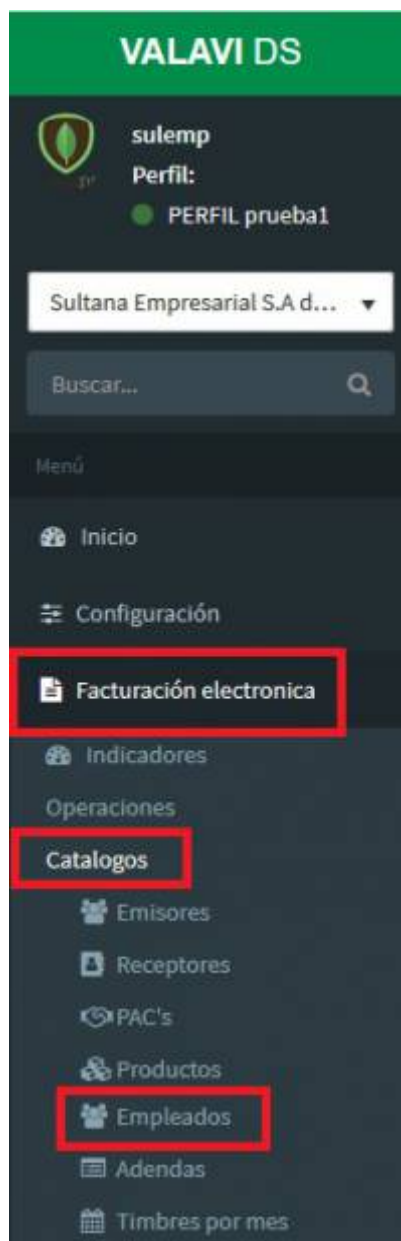 VALAVI DS
sulemp
Perfil:
PERFIL prueba1
Sultana Empresarial S.A d...
Buscar...
Menú
Inicio
Configuración
Facturación electronica
Indicadores
Operaciones
Catalogos
Emisores
Receptores
PAC's
Productos
Empleados
Adendas
Timbres por mes